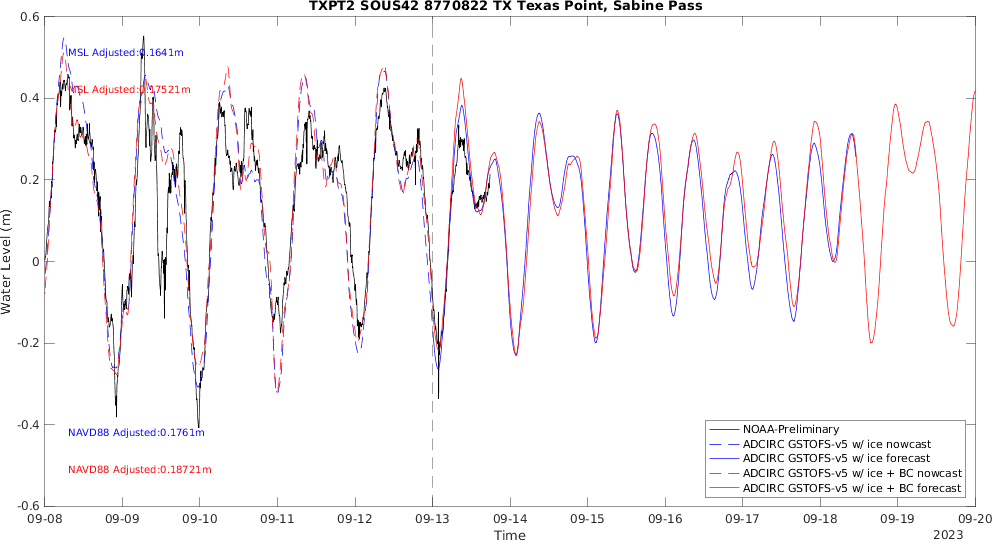 TXPT2 SOUS42 8770822 TX Texas Point, Sabine Pass
0.6
0.4
0.2
0
-0.2
-0.4
-0.6
Water Level (m)
MSL Adjusted:0.1641m
MSL Adjusted:0.17521m
NAVD88 Adjusted:0.1761m
NAVD88 Adjusted:0.18721m
NOAA-Preliminary
ADCIRC GSTOFS-v5 w/ ice nowcast
ADCIRC GSTOFS-v5 w/ ice forecast
ADCIRC GSTOFS-v5 w/ ice + BC nowcast
ADCIRC GSTOFS-v5 w/ ice + BC forecast
09-08 09-09 09-10 09-11 09-12 09-13 09-14 09-15 09-16 09-17 09-18 09-19 09-20
Time
2023